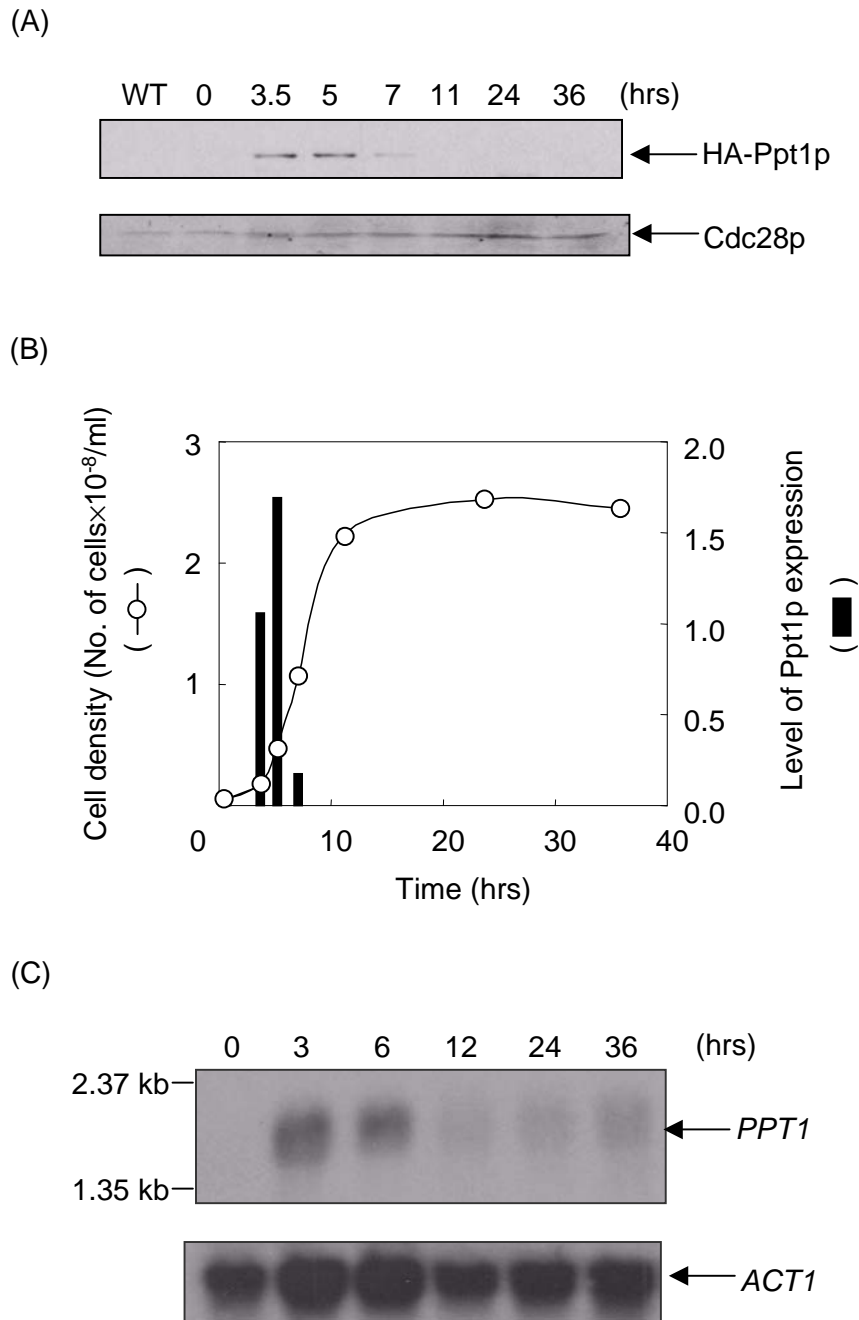 (A)
WT 0 3.5 5 7 11 24 36 (hrs)
HA-Ppt1p
Cdc28p
(B)
Cell density (No. of cells×10⁻⁸/ml)
( —○— )
3
2
1
2.0
1.5
1.0
0.5
0.0
Level of Ppt1p expression
( )
0 10 20 30 40
Time (hrs)
(C)
0 3 6 12 24 36 (hrs)
2.37 kb
PPT1
1.35 kb
ACT1